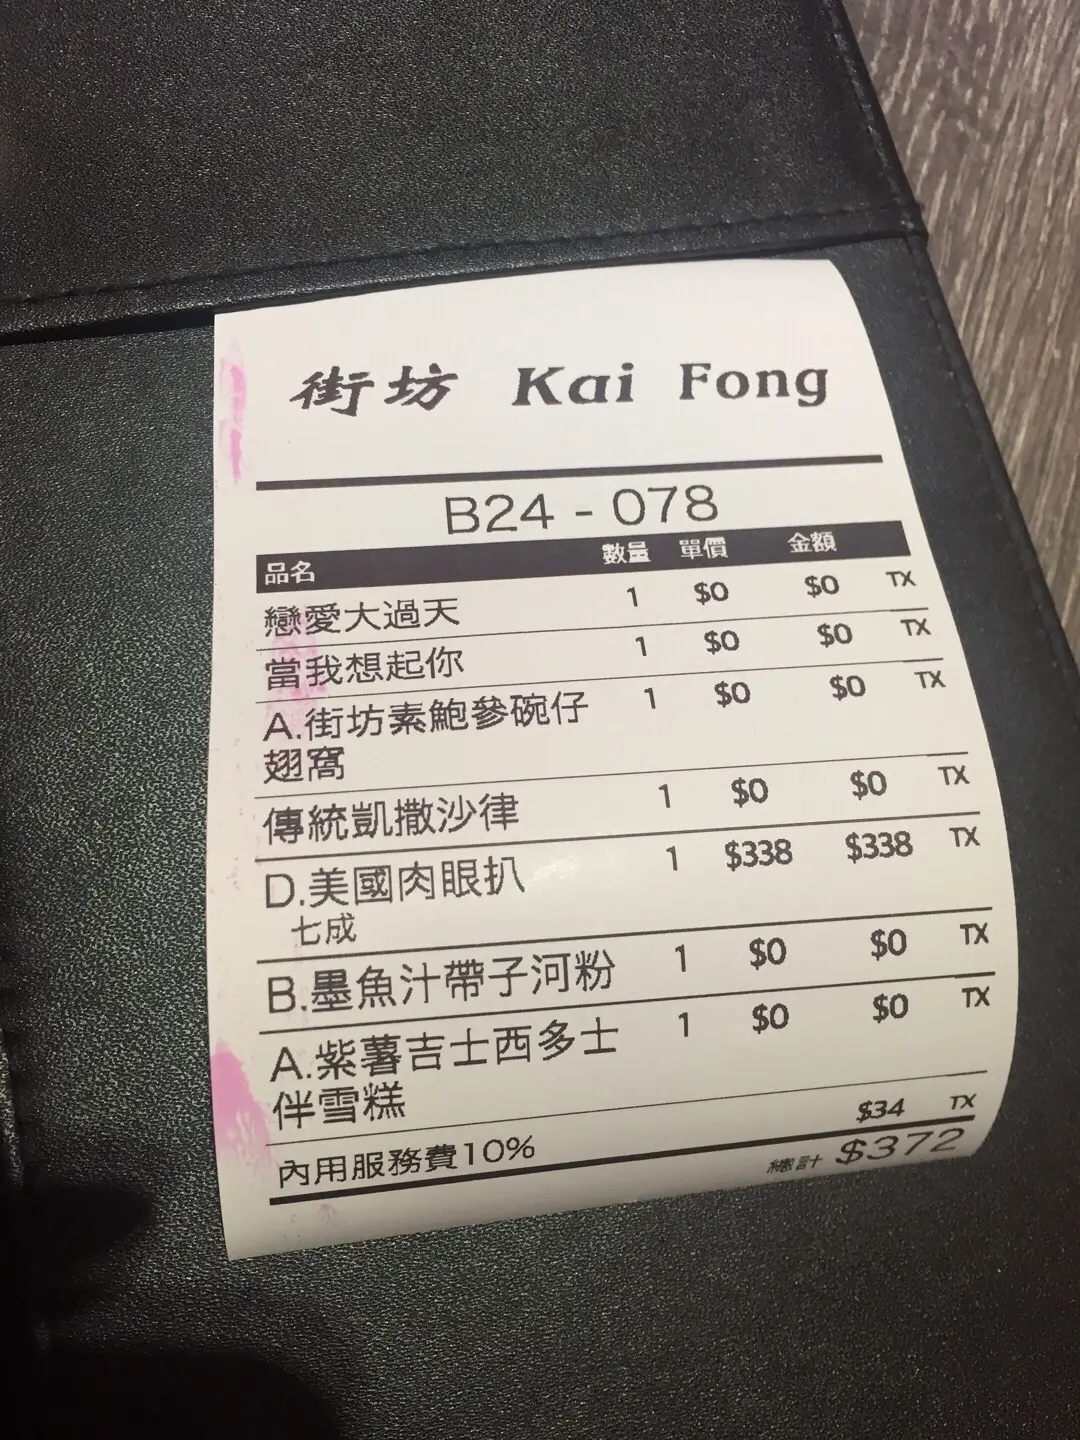 街坊 Kai Fong
B24 - 078
品名 數量 單價 金額
戀愛大過天 1 $0 $0 TX
當我想起你 1 $0 $0 TX
A.街坊素鮑參碗仔 1 $0 $0 TX
翅窩
傳統凱撒沙律 1 $0 $0 TX
D.美國肉眼扒 1 $338 $338 TX
七成
B.墨魚汁帶子河粉 1 $0 $0 TX
A.紫薯吉士西多士 1 $0 $0 TX
伴雪糕
內用服務費10% $34 TX
總計 $372